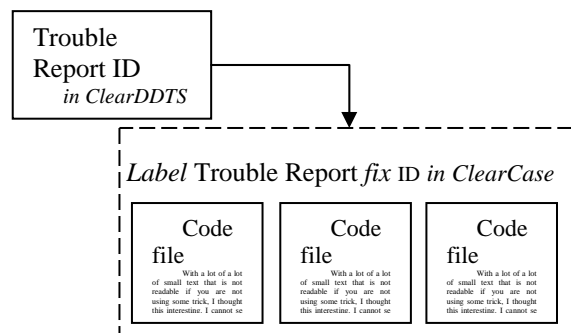 Trouble
Report ID
in ClearDDTS
Label Trouble Report fix ID in ClearCase
Code
file
With a lot of a lot
of small text that is not
readable if you are not
using some trick, I thought
this interesting. I cannot se
Code
file
With a lot of a lot
of small text that is not
readable if you are not
using some trick, I thought
this interesting. I cannot se
Code
file
With a lot of a lot
of small text that is not
readable if you are not
using some trick, I thought
this interesting. I cannot se